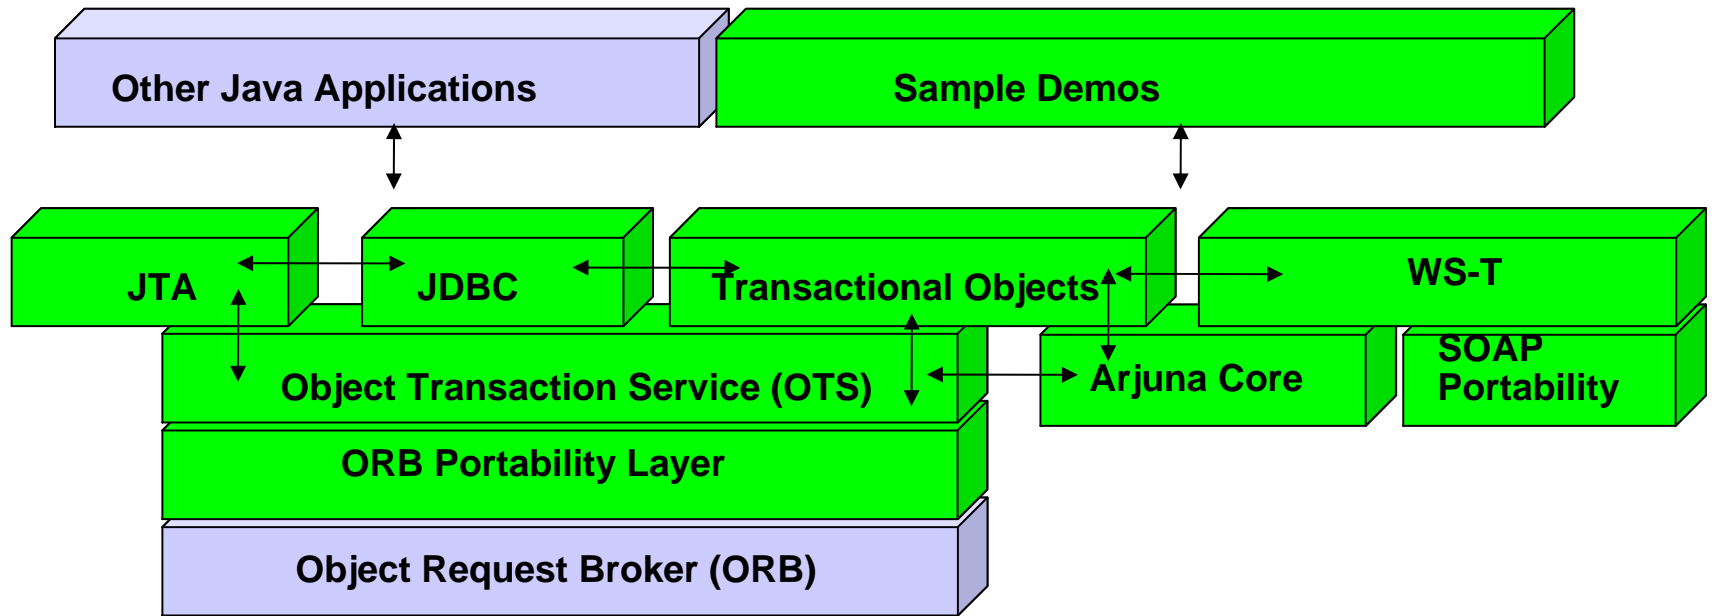 Other Java Applications
Sample Demos
JTA
JDBC
Transactional Objects
WS-T
Object Transaction Service (OTS)
Arjuna Core
SOAP
Portability
ORB Portability Layer
Object Request Broker (ORB)